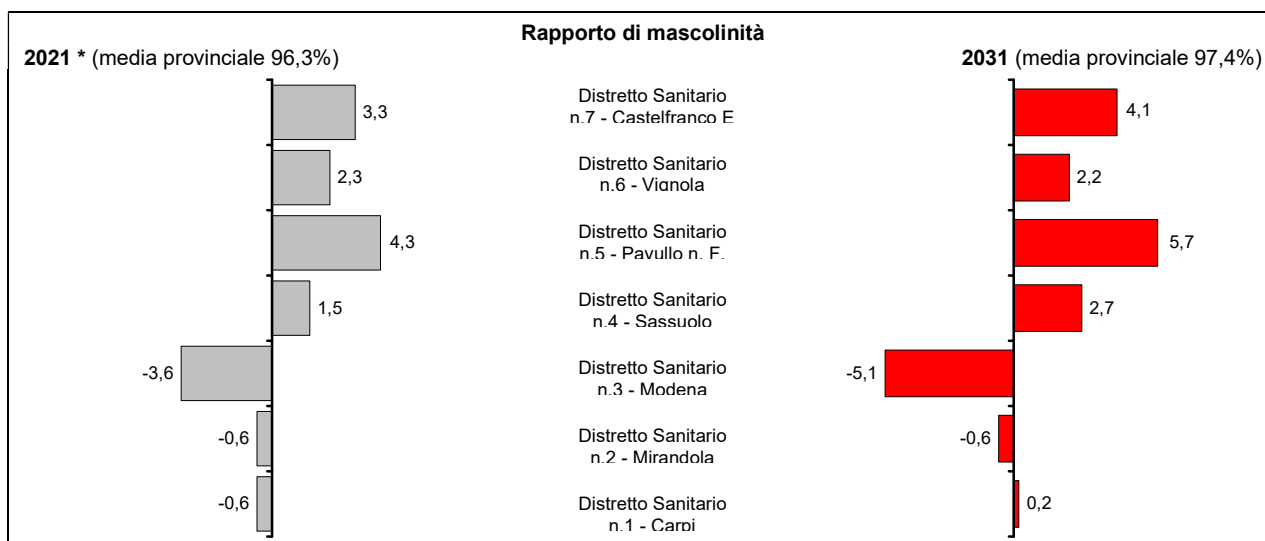 Rapporto di mascolinità
2021 * (media provinciale 96,3%)
2031 (media provinciale 97,4%)
3,3
Distretto Sanitario
n.7 - Castelfranco E
4,1
2,3
Distretto Sanitario
n.6 - Vignola
2,2
4,3
Distretto Sanitario
n.5 - Pavullo n. F.
5,7
1,5
Distretto Sanitario
n.4 - Sassuolo
2,7
-3,6
Distretto Sanitario
n.3 - Modena
-5,1
-0,6
Distretto Sanitario
n.2 - Mirandola
-0,6
-0,6
Distretto Sanitario
n.1 - Carpi
0,2